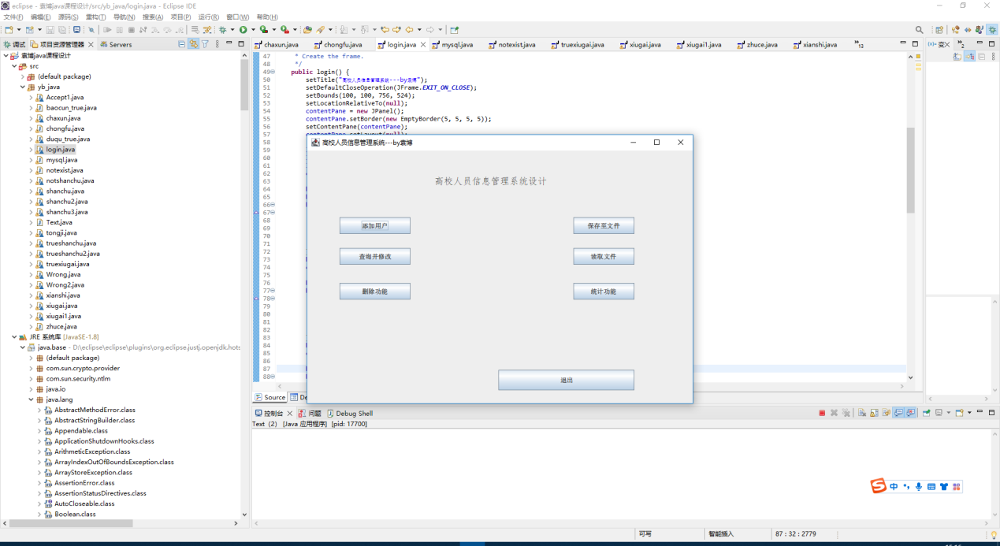 eclipse - 袁博java课程设计/src/yb_java/login.java - Eclipse IDE
文件(F) 编辑(E) 源码(S) 重构(T) 导航(N) 搜索(A) 项目(P) 运行(R) 窗口(W) 帮助(H)
调试 项目资源管理器 Servers
袁博java课程设计
src
(default package)
yb_java
Accept1.java
baocun_true.java
chaxun.java
chongfu.java
duqu_true.java
login.java
mysql.java
notexist.java
notshanchu.java
shanchu.java
shanchu2.java
shanchu3.java
Text.java
tongji.java
trueshanchu.java
trueshanchu2.java
truexiugai.java
Wrong.java
Wrong2.java
xianshi.java
xiugai.java
xiugai1.java
zhuce.java
JRE 系统库 [JavaSE-1.8]
java.base - D:\eclipse\eclipse\plugins\org.eclipse.justj.openjdk.hots
(default package)
com.sun.crypto.provider
com.sun.security.ntlm
java.io
java.lang
AbstractMethodError.class
AbstractStringBuilder.class
Appendable.class
ApplicationShutdownHooks.class
ArithmeticException.class
ArrayIndexOutOfBoundsException.class
ArrayStoreException.class
AssertionError.class
AssertionStatusDirectives.class
AutoCloseable.class
Boolean.class
chaxun.java chongfu.java login.java mysql.java notexist.java truexiugai.java xiugai.java xiugai1.java zhuce.java xianshi.java 13
47 * Create the frame.
48 */
49 public login() {
50 setTitle("高校人员信息管理系统---by袁博");
51 setDefaultCloseOperation(JFrame.EXIT_ON_CLOSE);
52 setBounds(100, 100, 756, 524);
53 setLocationRelativeTo(null);
54 contentPane = new JPanel();
55 contentPane.setBorder(new EmptyBorder(5, 5, 5, 5));
56 setContentPane(contentPane);
57 contentPane.setLayout(null);
58
59
60
61
62
63
64
65
66
67
68
69
70
71
72
73
74
75
76
77
78
79
80
81
82
83
84
85
86
87
88
高校人员信息管理系统---by袁博
高校人员信息管理系统设计
添加用户 保存至文件
查询并修改 读取文件
删除功能 统计功能
退出
Source De
(x)= 变 2
控制台 问题 Debug Shell
Text (2) [Java 应用程序] [pid: 17700]
中
可写 智能插入 87 : 32 : 2779